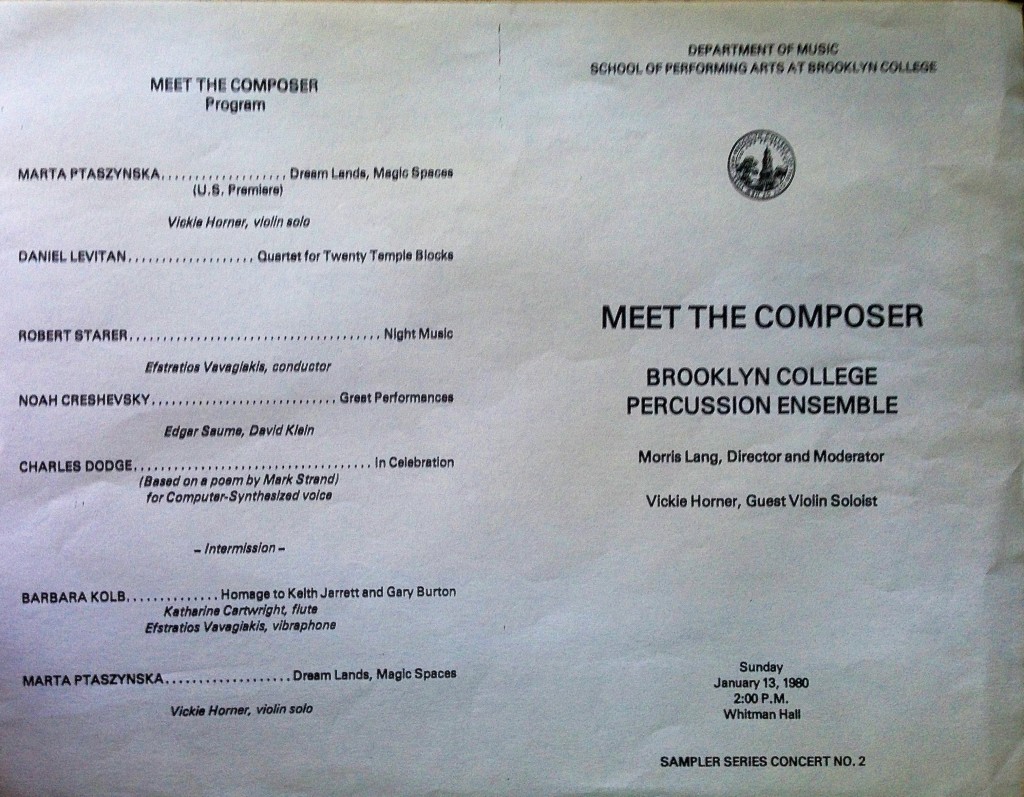 MEET THE COMPOSER
Program
MARTA PTASZYNSKA................... Dream Lands, Magic Spaces
(U.S. Premiere)
Vickie Horner, violin solo
DANIEL LEVITAN................... Quartet for Twenty Temple Blocks
ROBERT STARER...................................... Night Music
Efstratios Vavagiakis, conductor
NOAH CRESHEVSKY............................ Great Performances
Edgar Saume, David Klein
CHARLES DODGE.................................... In Celebration
(Based on a poem by Mark Strand)
for Computer-Synthesized voice
– Intermission –
BARBARA KOLB.............. Homage to Keith Jarrett and Gary Burton
Katharine Cartwright, flute
Efstratios Vavagiakis, vibraphone
MARTA PTASZYNSKA................... Dream Lands, Magic Spaces
Vickie Horner, violin solo
DEPARTMENT OF MUSIC
SCHOOL OF PERFORMING ARTS AT BROOKLYN COLLEGE
MEET THE COMPOSER
BROOKLYN COLLEGE
PERCUSSION ENSEMBLE
Morris Lang, Director and Moderator
Vickie Horner, Guest Violin Soloist
Sunday
January 13, 1980
2:00 P.M.
Whitman Hall
SAMPLER SERIES CONCERT NO. 2